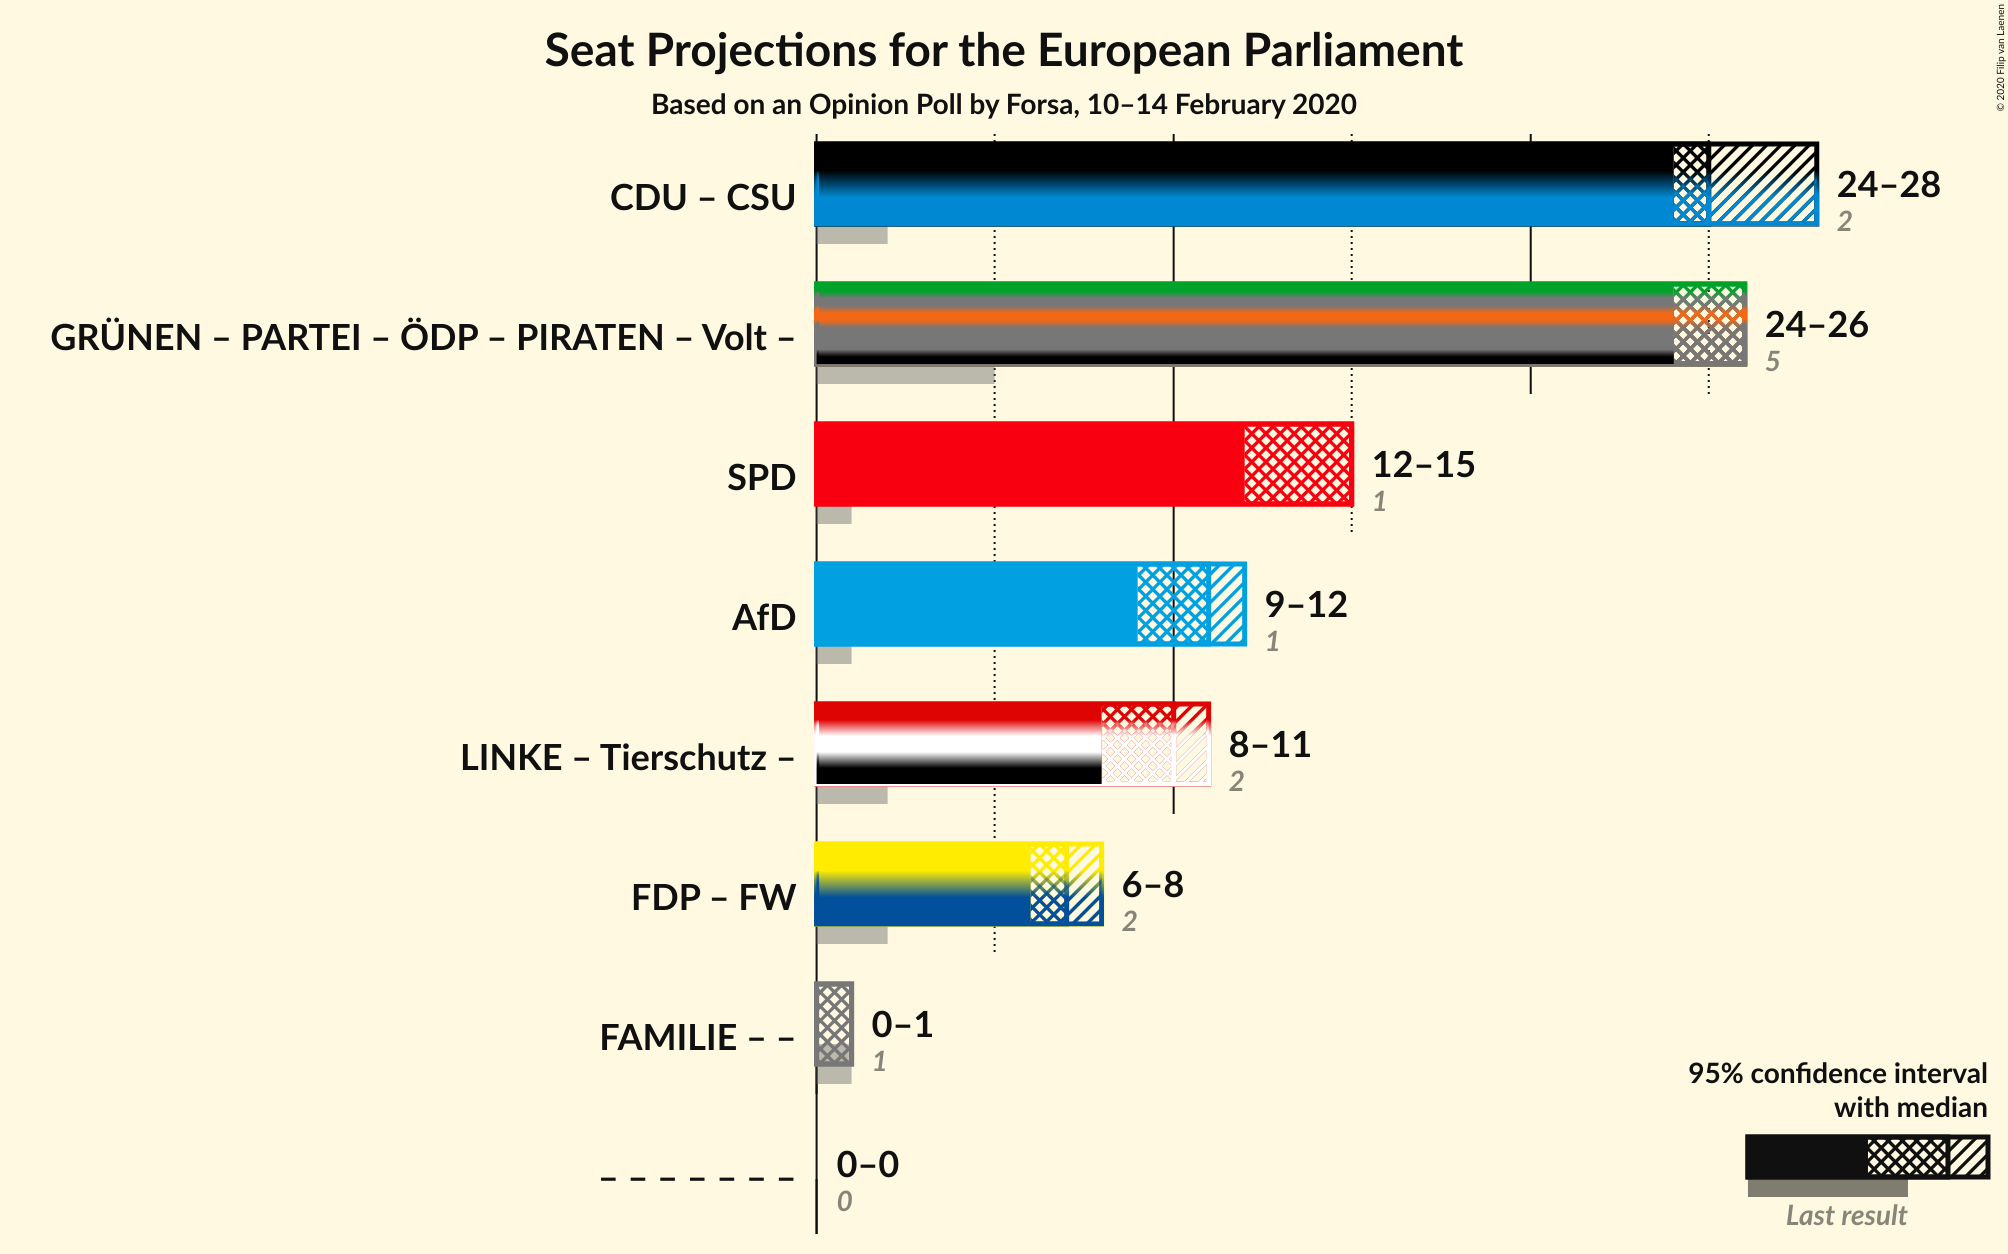 Seat Projections for the European Parliament
Based on an Opinion Poll by Forsa, 10–14 February 2020
© 2020 Filip van Laenen
CDU – CSU
24–28
2
GRÜNEN – PARTEI – ÖDP – PIRATEN – Volt –
24–26
5
SPD
12–15
1
AfD
9–12
1
LINKE – Tierschutz –
8–11
2
FDP – FW
6–8
2
FAMILIE – –
0–1
1
– – – – – – –
0–0
0
95% confidence interval
with median
Last result